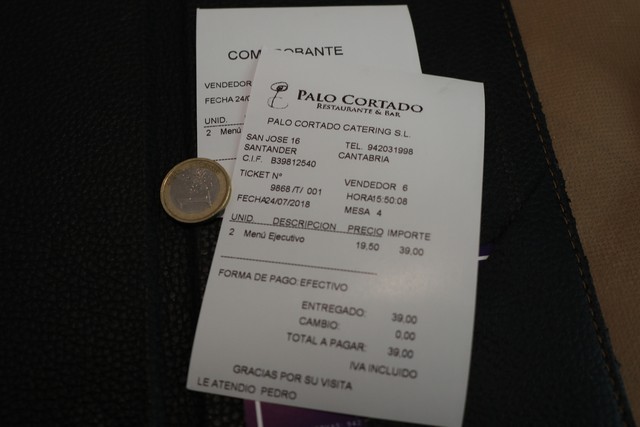 COM
OBANTE
VENDEDOR
FECHA 24/0
UNID.
2 Menú
PALO CORTADO
RESTAURANTE & BAR
PALO CORTADO CATERING S.L.
SAN JOSE 16 TEL. 942031998
SANTANDER CANTABRIA
C.I.F. B39812540
TICKET Nº VENDEDOR 6
9868 /T/ 001 HORA15:50:08
FECHA24/07/2018 MESA 4
UNID. DESCRIPCION PRECIO IMPORTE
2 Menú Ejecutivo 19,50 39,00
FORMA DE PAGO:EFECTIVO
ENTREGADO: 39,00
CAMBIO: 0,00
TOTAL A PAGAR: 39,00
IVA INCLUIDO
GRACIAS POR SU VISITA
LE ATENDIO PEDRO